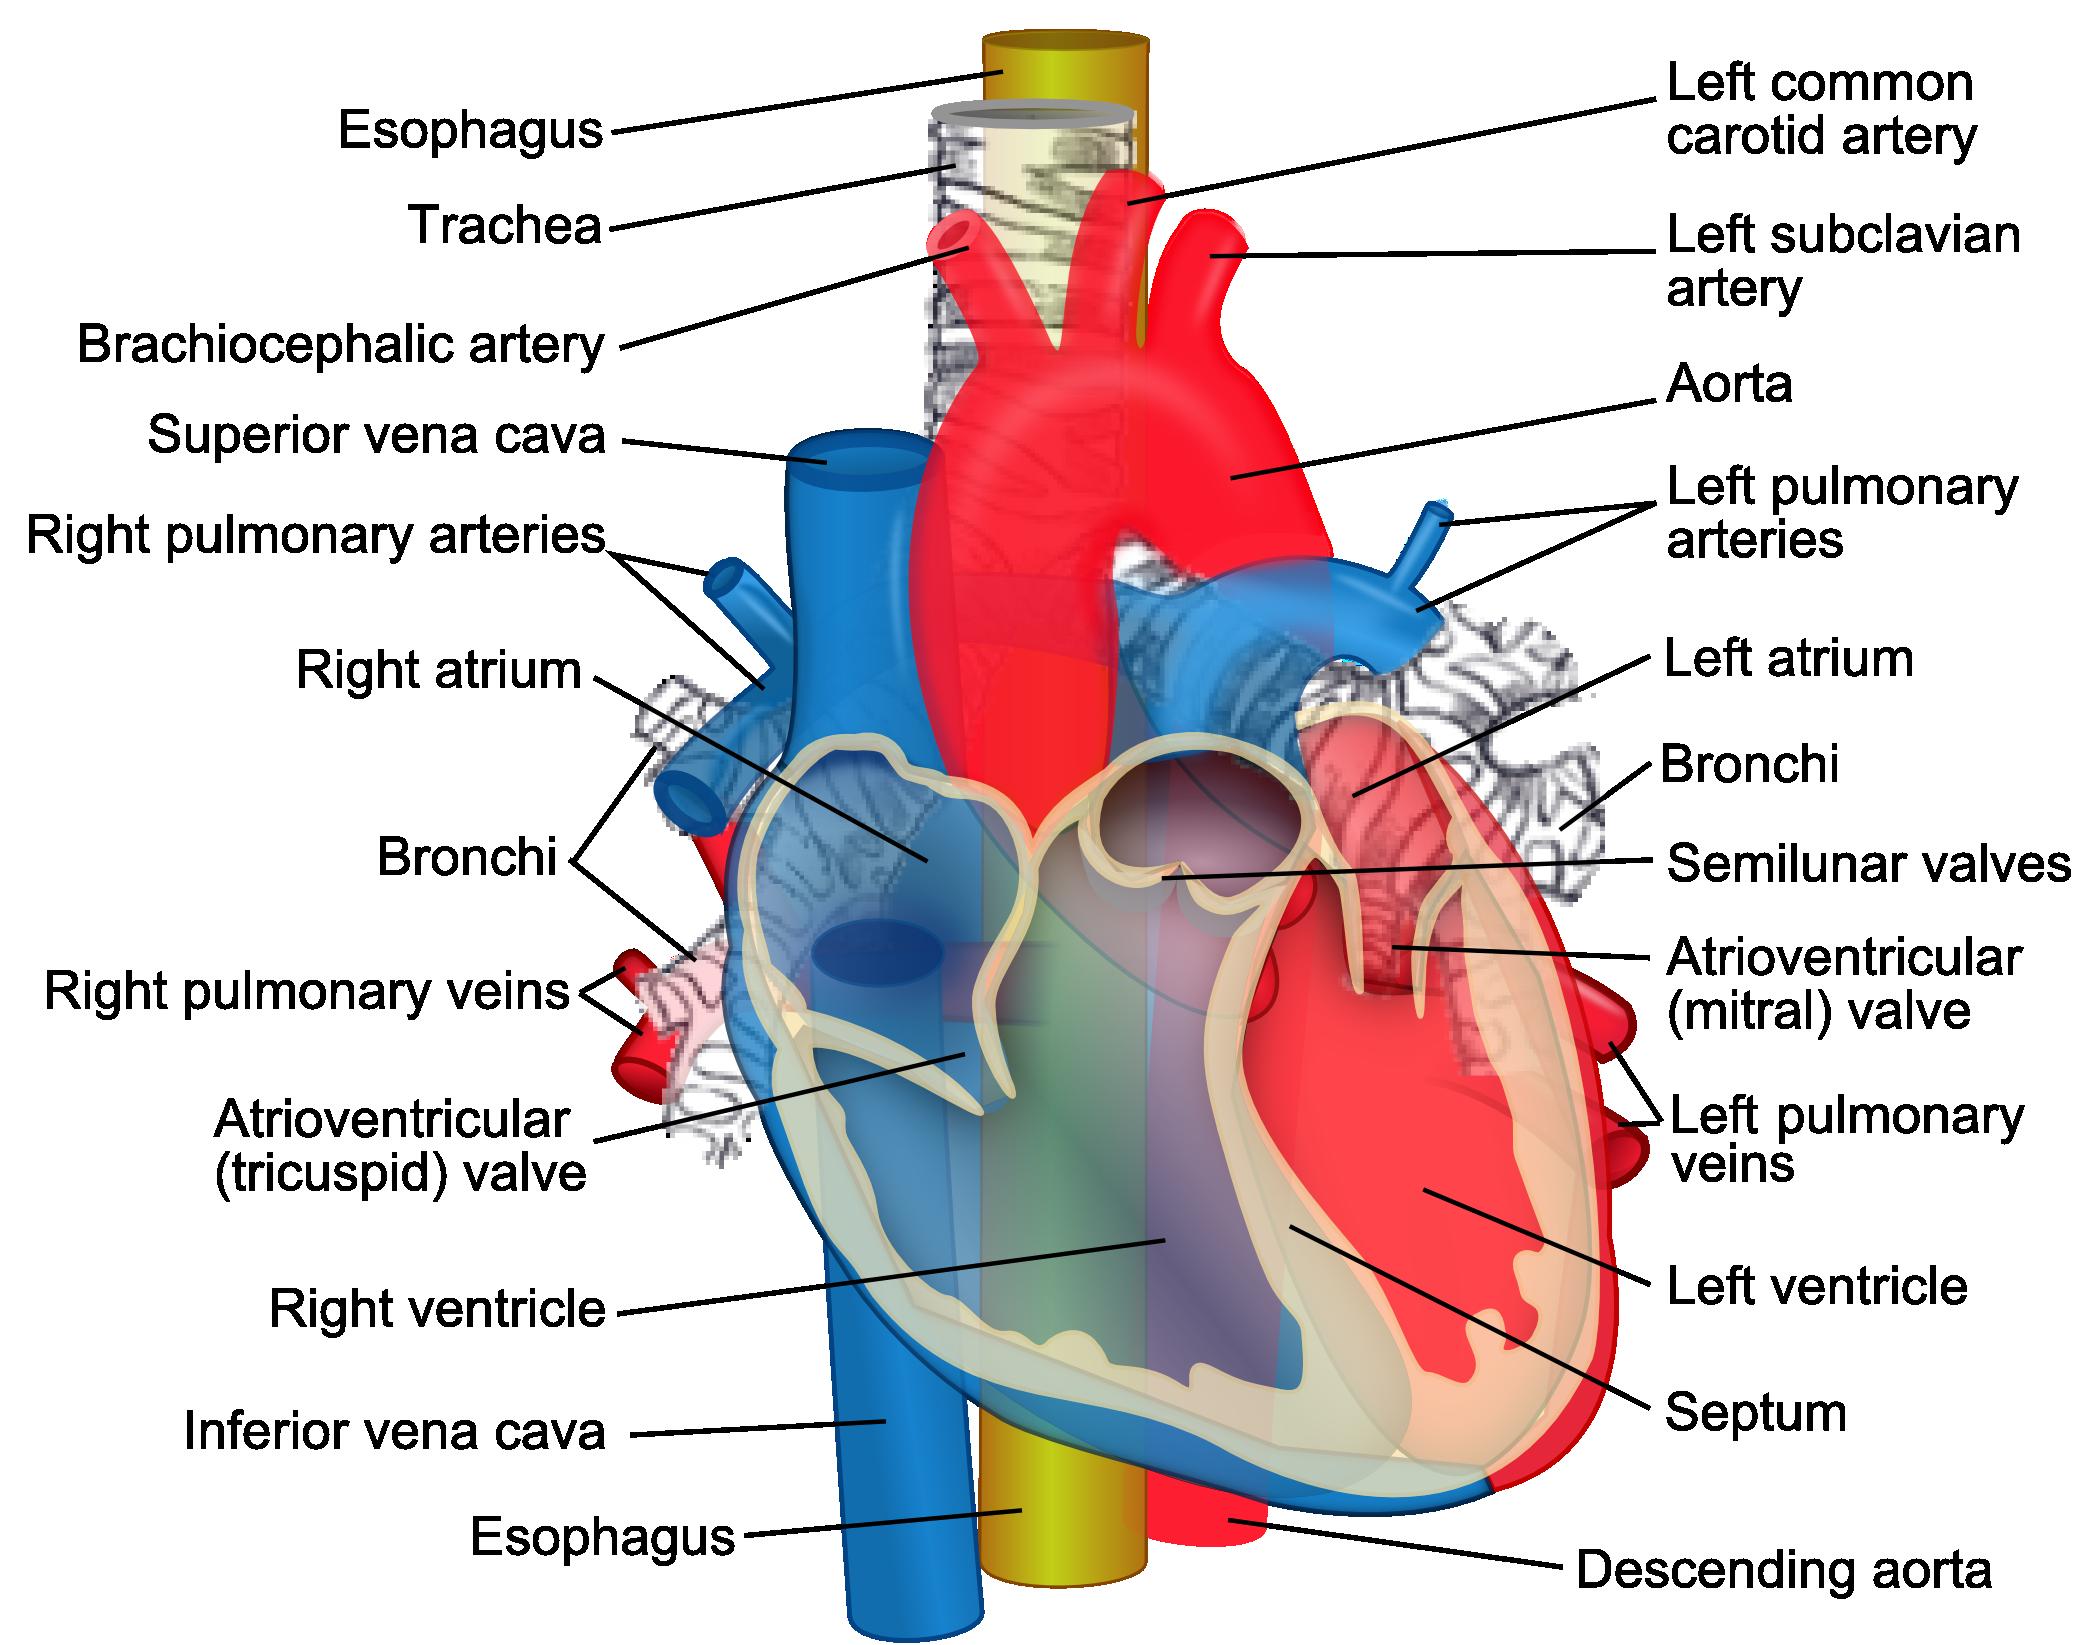 Esophagus
Trachea
Brachiocephalic artery
Superior vena cava
Right pulmonary arteries
Right atrium
Bronchi
Right pulmonary veins
Atrioventricular
(tricuspid) valve
Right ventricle
Inferior vena cava
Esophagus
Left common
carotid artery
Left subclavian
artery
Aorta
Left pulmonary
arteries
Left atrium
Bronchi
Semilunar valves
Atrioventricular
(mitral) valve
Left pulmonary
veins
Left ventricle
Septum
Descending aorta